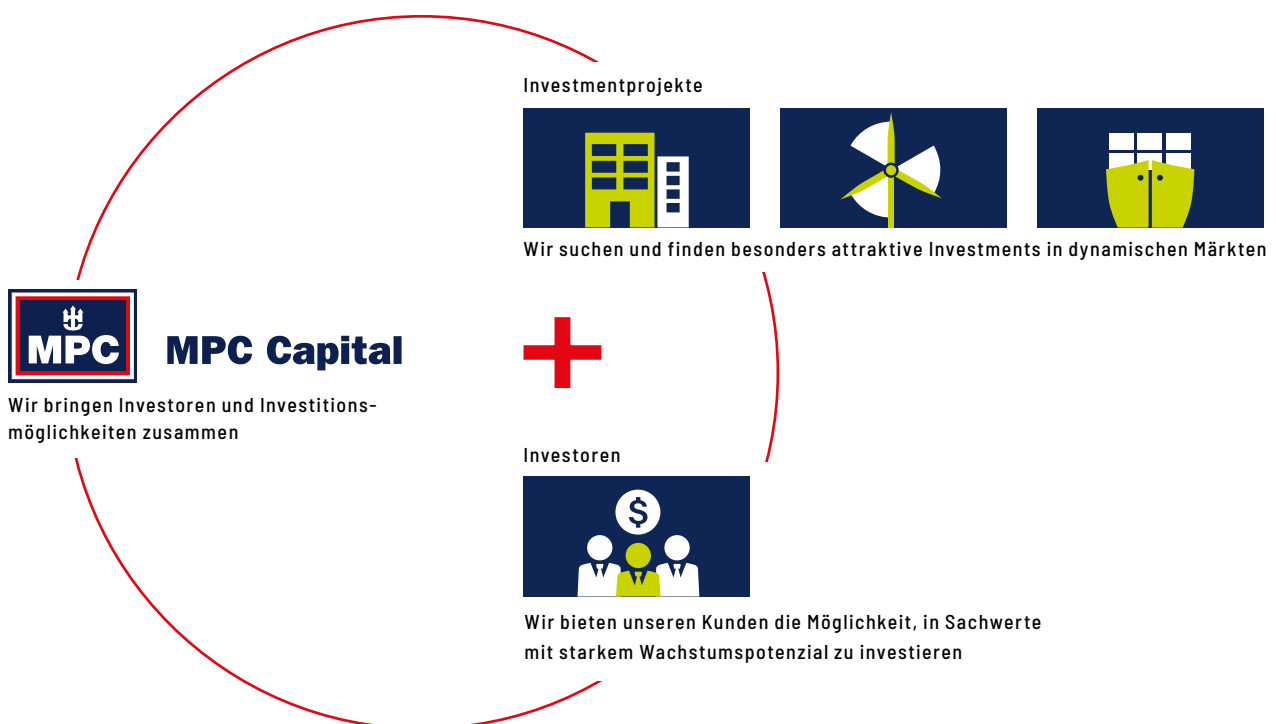 Investmentprojekte
Wir suchen und finden besonders attraktive Investments in dynamischen Märkten
MPC
MPC Capital
Wir bringen Investoren und Investitions-
möglichkeiten zusammen
Investoren
$
Wir bieten unseren Kunden die Möglichkeit, in Sachwerte
mit starkem Wachstumspotenzial zu investieren